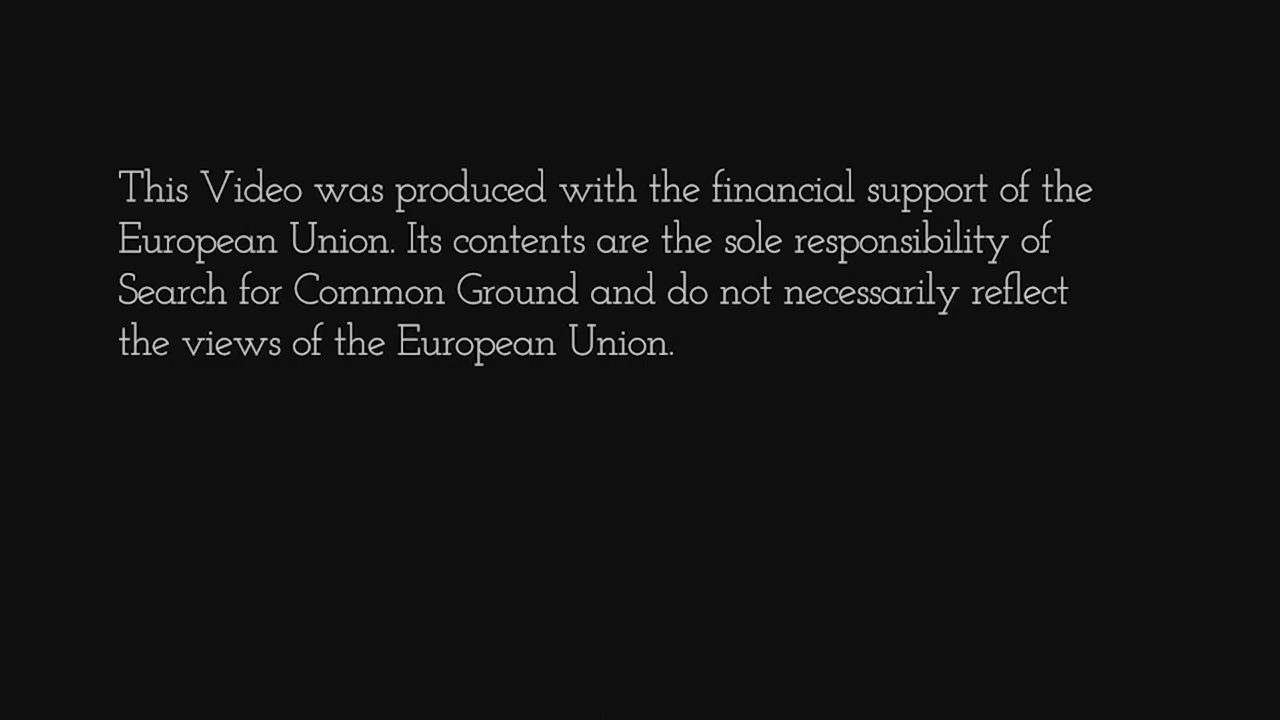 This Video was produced with the financial support of the
European Union. Its contents are the sole responsibility of
Search for Common Ground and do not necessarily reflect
the views of the European Union.